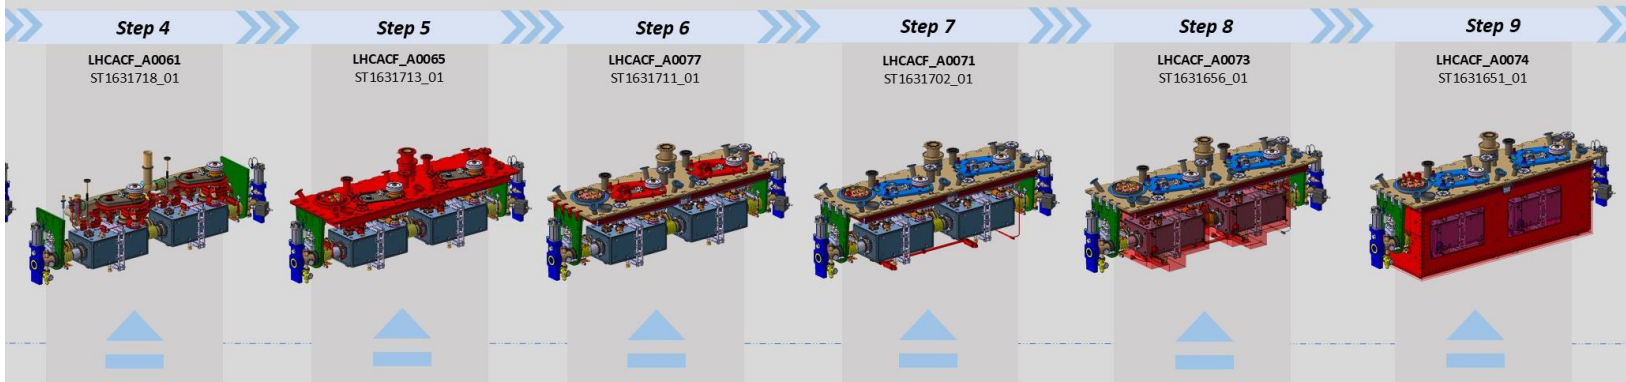 Step 4
Step 5
Step 6
Step 7
Step 8
Step 9
LHCACF_A0061
ST1631718_01
LHCACF_A0065
ST1631713_01
LHCACF_A0077
ST1631711_01
LHCACF_A0071
ST1631702_01
LHCACF_A0073
ST1631656_01
LHCACF_A0074
ST1631651_01